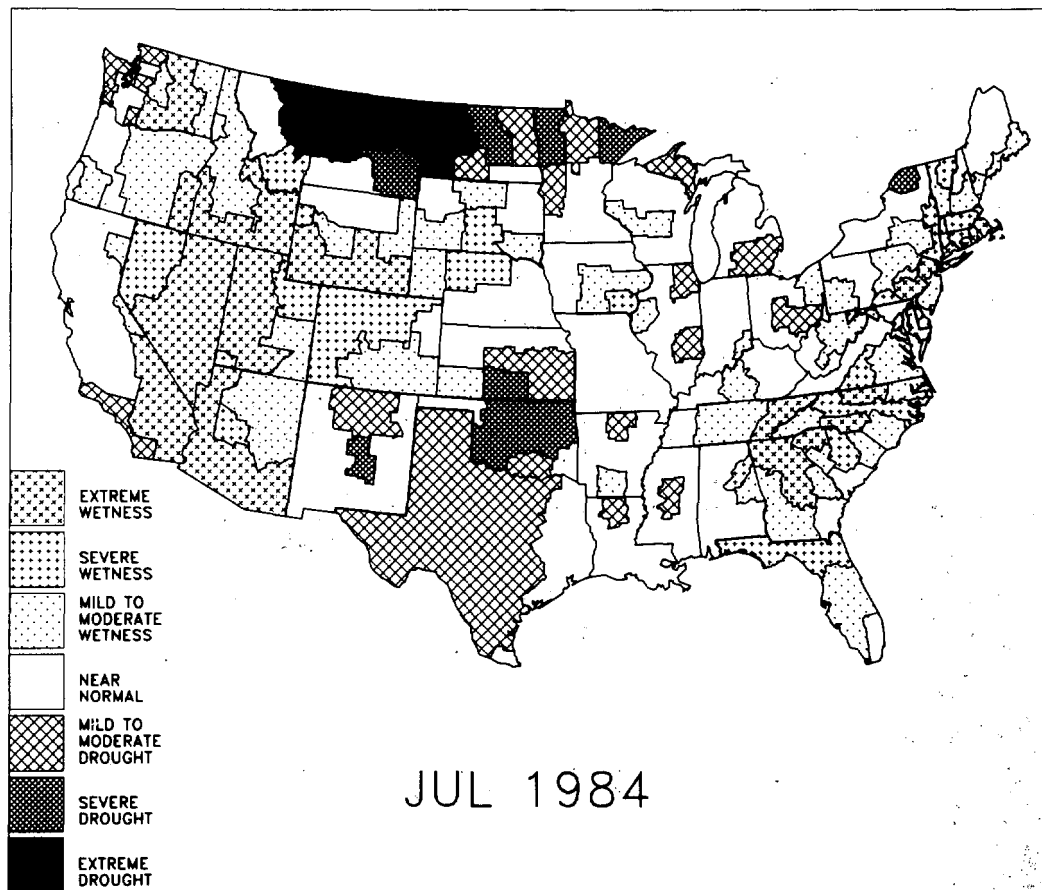 EXTREME
WETNESS
SEVERE
WETNESS
MILD TO
MODERATE
WETNESS
NEAR
NORMAL
MILD TO
MODERATE
DROUGHT
SEVERE
DROUGHT
EXTREME
DROUGHT
JUL 1984